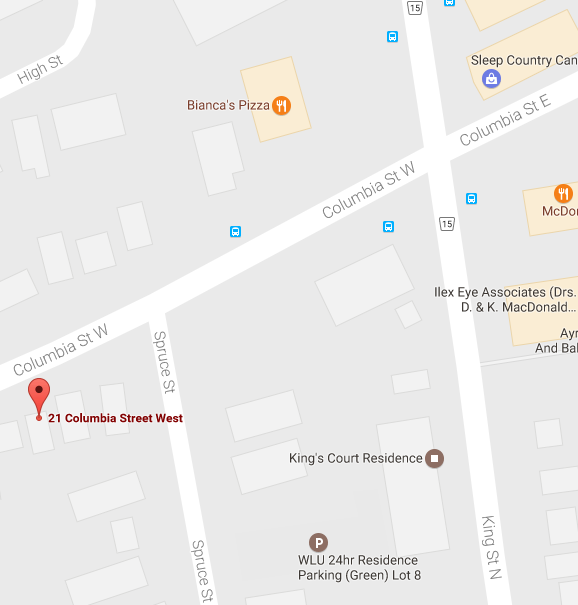 15
High St
Sleep Country Can
Bianca's Pizza
Columbia St E
Columbia St W
McDor
15
Ilex Eye Associates (Drs.
D. & K. MacDonald...
Ayr
And Bal
Columbia St W
Spruce St
21 Columbia Street West
King's Court Residence
P
WLU 24hr Residence
Parking (Green) Lot 8
King St N
Spruce St